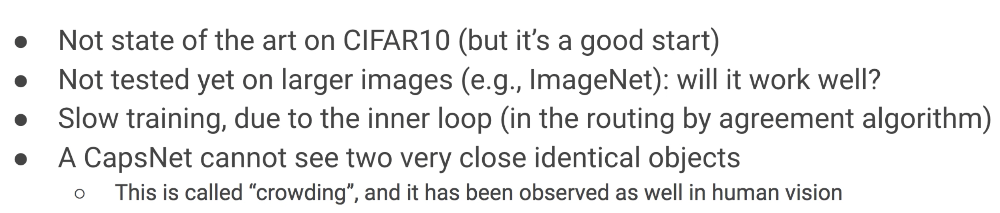 ● Not state of the art on CIFAR10 (but it’s a good start)
● Not tested yet on larger images (e.g., ImageNet): will it work well?
● Slow training, due to the inner loop (in the routing by agreement algorithm)
● A CapsNet cannot see two very close identical objects
○ This is called “crowding”, and it has been observed as well in human vision